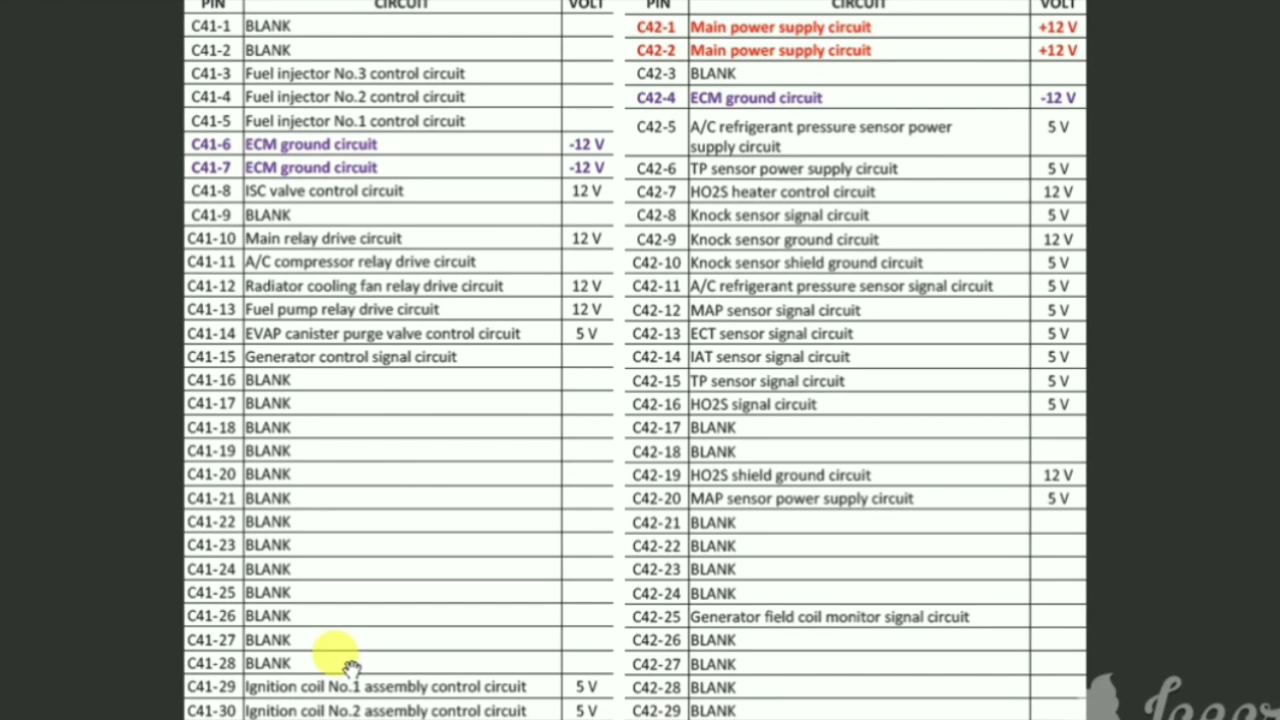 PIN CIRCUIT VOLT
C41-1 BLANK
C41-2 BLANK
C41-3 Fuel injector No.3 control circuit
C41-4 Fuel injector No.2 control circuit
C41-5 Fuel injector No.1 control circuit
C41-6 ECM ground circuit -12 V
C41-7 ECM ground circuit -12 V
C41-8 ISC valve control circuit 12 V
C41-9 BLANK
C41-10 Main relay drive circuit 12 V
C41-11 A/C compressor relay drive circuit
C41-12 Radiator cooling fan relay drive circuit 12 V
C41-13 Fuel pump relay drive circuit 12 V
C41-14 EVAP canister purge valve control circuit 5 V
C41-15 Generator control signal circuit
C41-16 BLANK
C41-17 BLANK
C41-18 BLANK
C41-19 BLANK
C41-20 BLANK
C41-21 BLANK
C41-22 BLANK
C41-23 BLANK
C41-24 BLANK
C41-25 BLANK
C41-26 BLANK
C41-27 BLANK
C41-28 BLANK
C41-29 Ignition coil No.1 assembly control circuit 5 V
C41-30 Ignition coil No.2 assembly control circuit 5 V
PIN CIRCUIT VOLT
C42-1 Main power supply circuit +12 V
C42-2 Main power supply circuit +12 V
C42-3 BLANK
C42-4 ECM ground circuit -12 V
C42-5 A/C refrigerant pressure sensor power 5 V
supply circuit
C42-6 TP sensor power supply circuit 5 V
C42-7 HO2S heater control circuit 12 V
C42-8 Knock sensor signal circuit 5 V
C42-9 Knock sensor ground circuit 12 V
C42-10 Knock sensor shield ground circuit 5 V
C42-11 A/C refrigerant pressure sensor signal circuit 5 V
C42-12 MAP sensor signal circuit 5 V
C42-13 ECT sensor signal circuit 5 V
C42-14 IAT sensor signal circuit 5 V
C42-15 TP sensor signal circuit 5 V
C42-16 HO2S signal circuit 5 V
C42-17 BLANK
C42-18 BLANK
C42-19 HO2S shield ground circuit 12 V
C42-20 MAP sensor power supply circuit 5 V
C42-21 BLANK
C42-22 BLANK
C42-23 BLANK
C42-24 BLANK
C42-25 Generator field coil monitor signal circuit
C42-26 BLANK
C42-27 BLANK
C42-28 BLANK
C42-29 BLANK